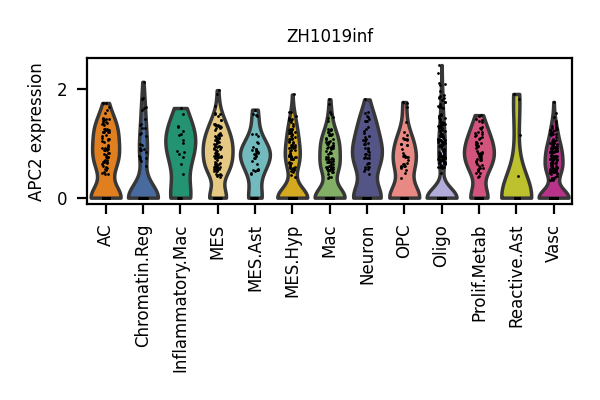 ZH1019inf
APC2 expression
2
0
AC
Chromatin.Reg
Inflammatory.Mac
MES
MES.Ast
MES.Hyp
Mac
Neuron
OPC
Oligo
Prolif.Metab
Reactive.Ast
Vasc